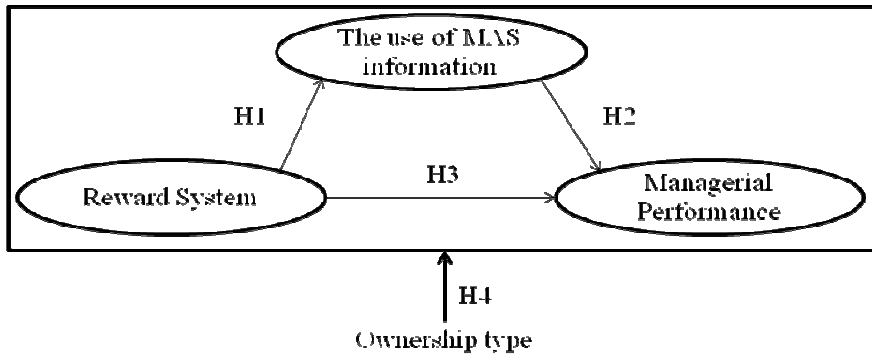 The use of MAS
information
H1
H2
H3
Reward System
Managerial
Performance
H4
Ownership type